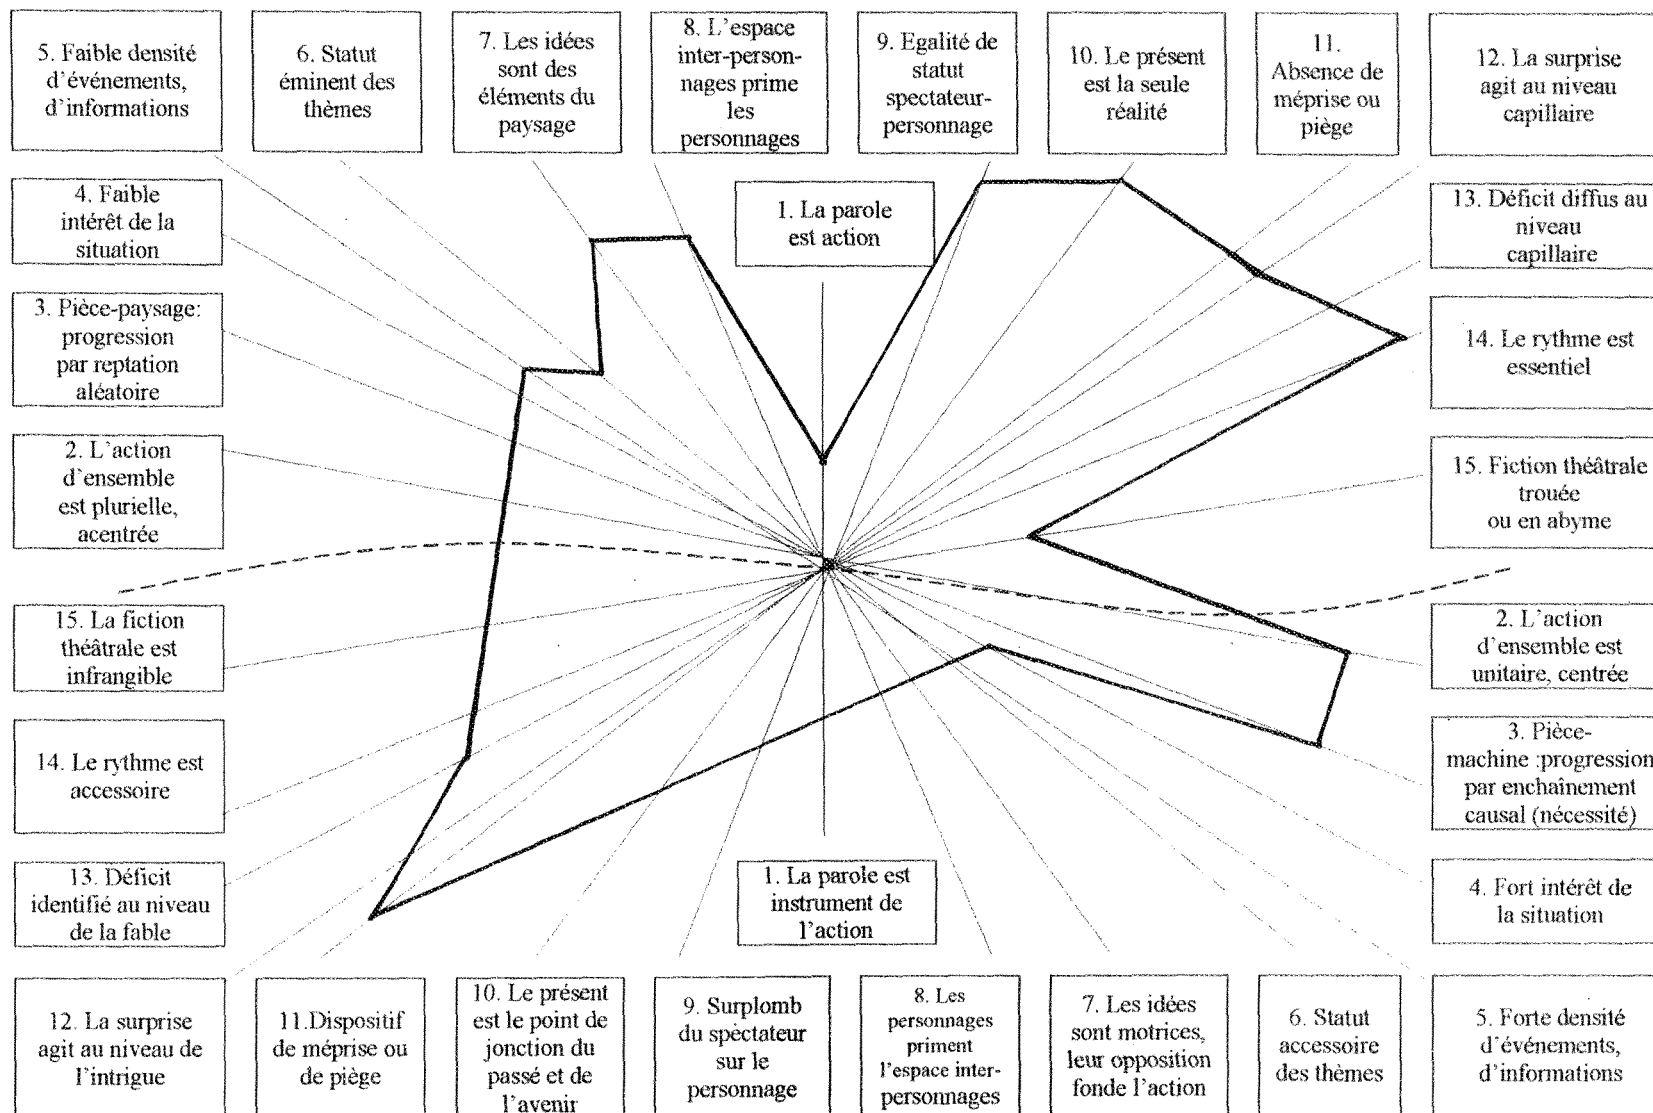 5. Faible densité
d'événements,
d'informations
6. Statut
éminent des
thèmes
7. Les idées
sont des
éléments du
paysage
8. L'espace
inter-person-
nages prime
les
personnages
9. Egalité de
statut
spectateur-
personnage
10. Le présent
est la seule
réalité
11.
Absence de
méprise ou
piège
12. La surprise
agit au niveau
capillaire
4. Faible
intérêt de la
situation
1. La parole
est action
13. Déficit diffus au
niveau
capillaire
3. Pièce-paysage:
progression
par reptation
aléatoire
14. Le rythme est
essentiel
2. L'action
d'ensemble
est plurielle,
acentrée
15. Fiction théâtrale
trouée
ou en abyme
15. La fiction
théâtrale est
infrangible
2. L'action
d'ensemble est
unitaire, centrée
14. Le rythme est
accessoire
3. Pièce-
machine :progression
par enchaînement
causal (nécessité)
13. Déficit
identifié au niveau
de la fable
1. La parole est
instrument de
l'action
4. Fort intérêt de
la situation
12. La surprise
agit au niveau de
l'intrigue
11.Dispositif
de méprise ou
de piège
10. Le présent
est le point de
jonction du
passé et de
l'avenir
9. Surplomb
du spectateur
sur le
personnage
8. Les
personnages
priment
l'espace inter-
personnages
7. Les idées
sont motrices,
leur opposition
fonde l'action
6. Statut
accessoire
des thèmes
5. Forte densité
d'événements,
d'informations